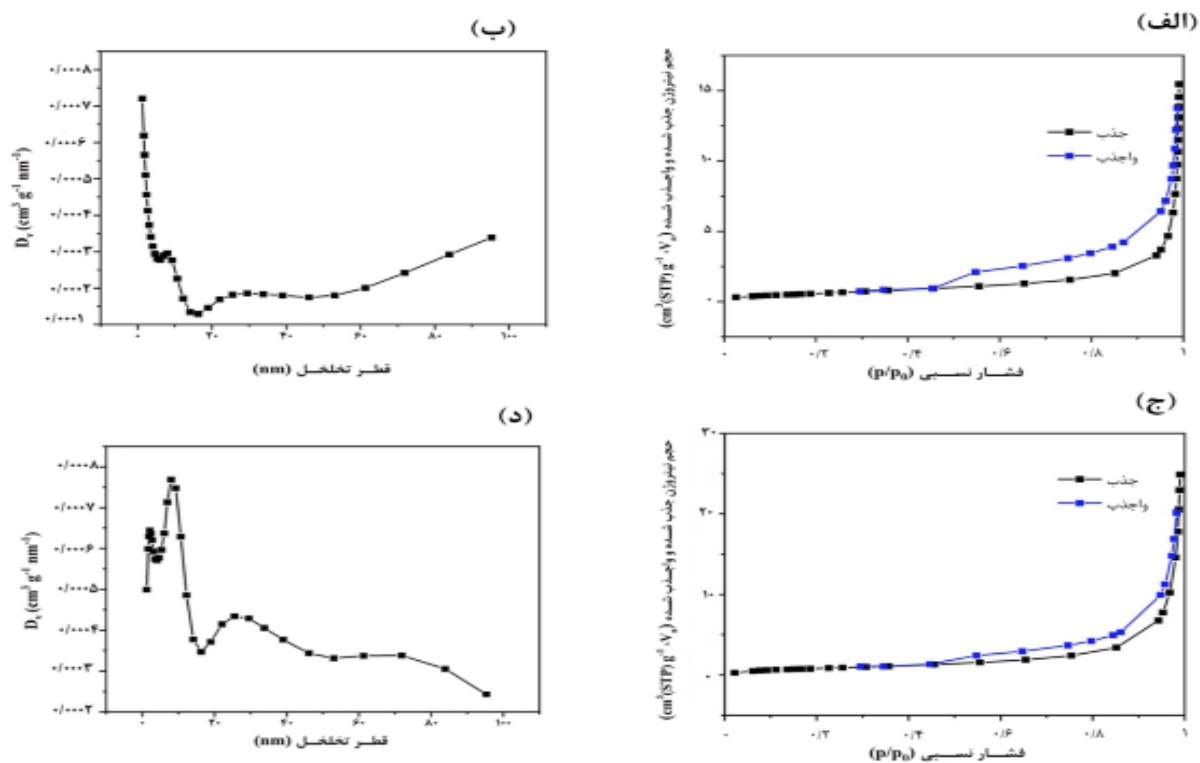 (الف)
حجم نیتروژن جذب شده و واجذب شده (cm³(STP) g⁻¹ ،Vₐ)
۱۵
۱۰
۵
۰
جذب
واجذب
۰ ۰/۲ ۰/۴ ۰/۶ ۰/۸ ۱
فشار نسبی (p/p₀)
(ب)
Dᵥ (cm³ g⁻¹ nm⁻¹)
۰/۰۰۰۸
۰/۰۰۰۷
۰/۰۰۰۶
۰/۰۰۰۵
۰/۰۰۰۴
۰/۰۰۰۳
۰/۰۰۰۲
۰/۰۰۰۱
۰ ۲۰ ۴۰ ۶۰ ۸۰ ۱۰۰
قطر تخلخل (nm)
(ج)
حجم نیتروژن جذب شده و واجذب شده (cm³(STP) g⁻¹ ،Vₐ)
۳۰
۲۰
۱۰
۰
جذب
واجذب
۰ ۰/۲ ۰/۴ ۰/۶ ۰/۸ ۱
فشار نسبی (p/p₀)
(د)
Dᵥ (cm³ g⁻¹ nm⁻¹)
۰/۰۰۰۸
۰/۰۰۰۷
۰/۰۰۰۶
۰/۰۰۰۵
۰/۰۰۰۴
۰/۰۰۰۳
۰/۰۰۰۲
۰ ۲۰ ۴۰ ۶۰ ۸۰ ۱۰۰
قطر تخلخل (nm)